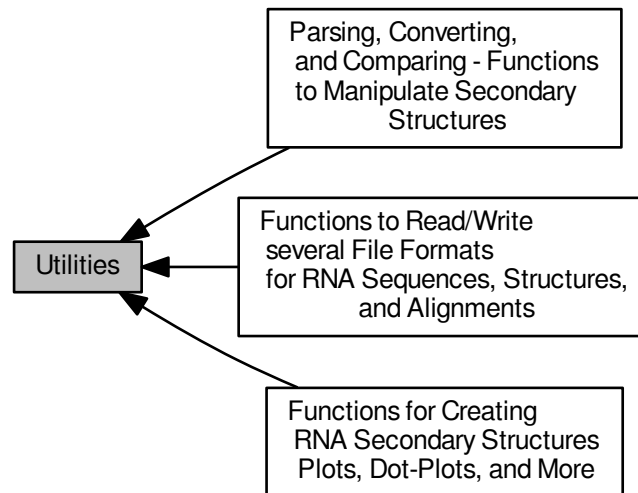 Parsing, Converting,
and Comparing - Functions
to Manipulate Secondary
Structures
Utilities
Functions to Read/Write
several File Formats
for RNA Sequences, Structures,
and Alignments
Functions for Creating
RNA Secondary Structures
Plots, Dot-Plots, and More